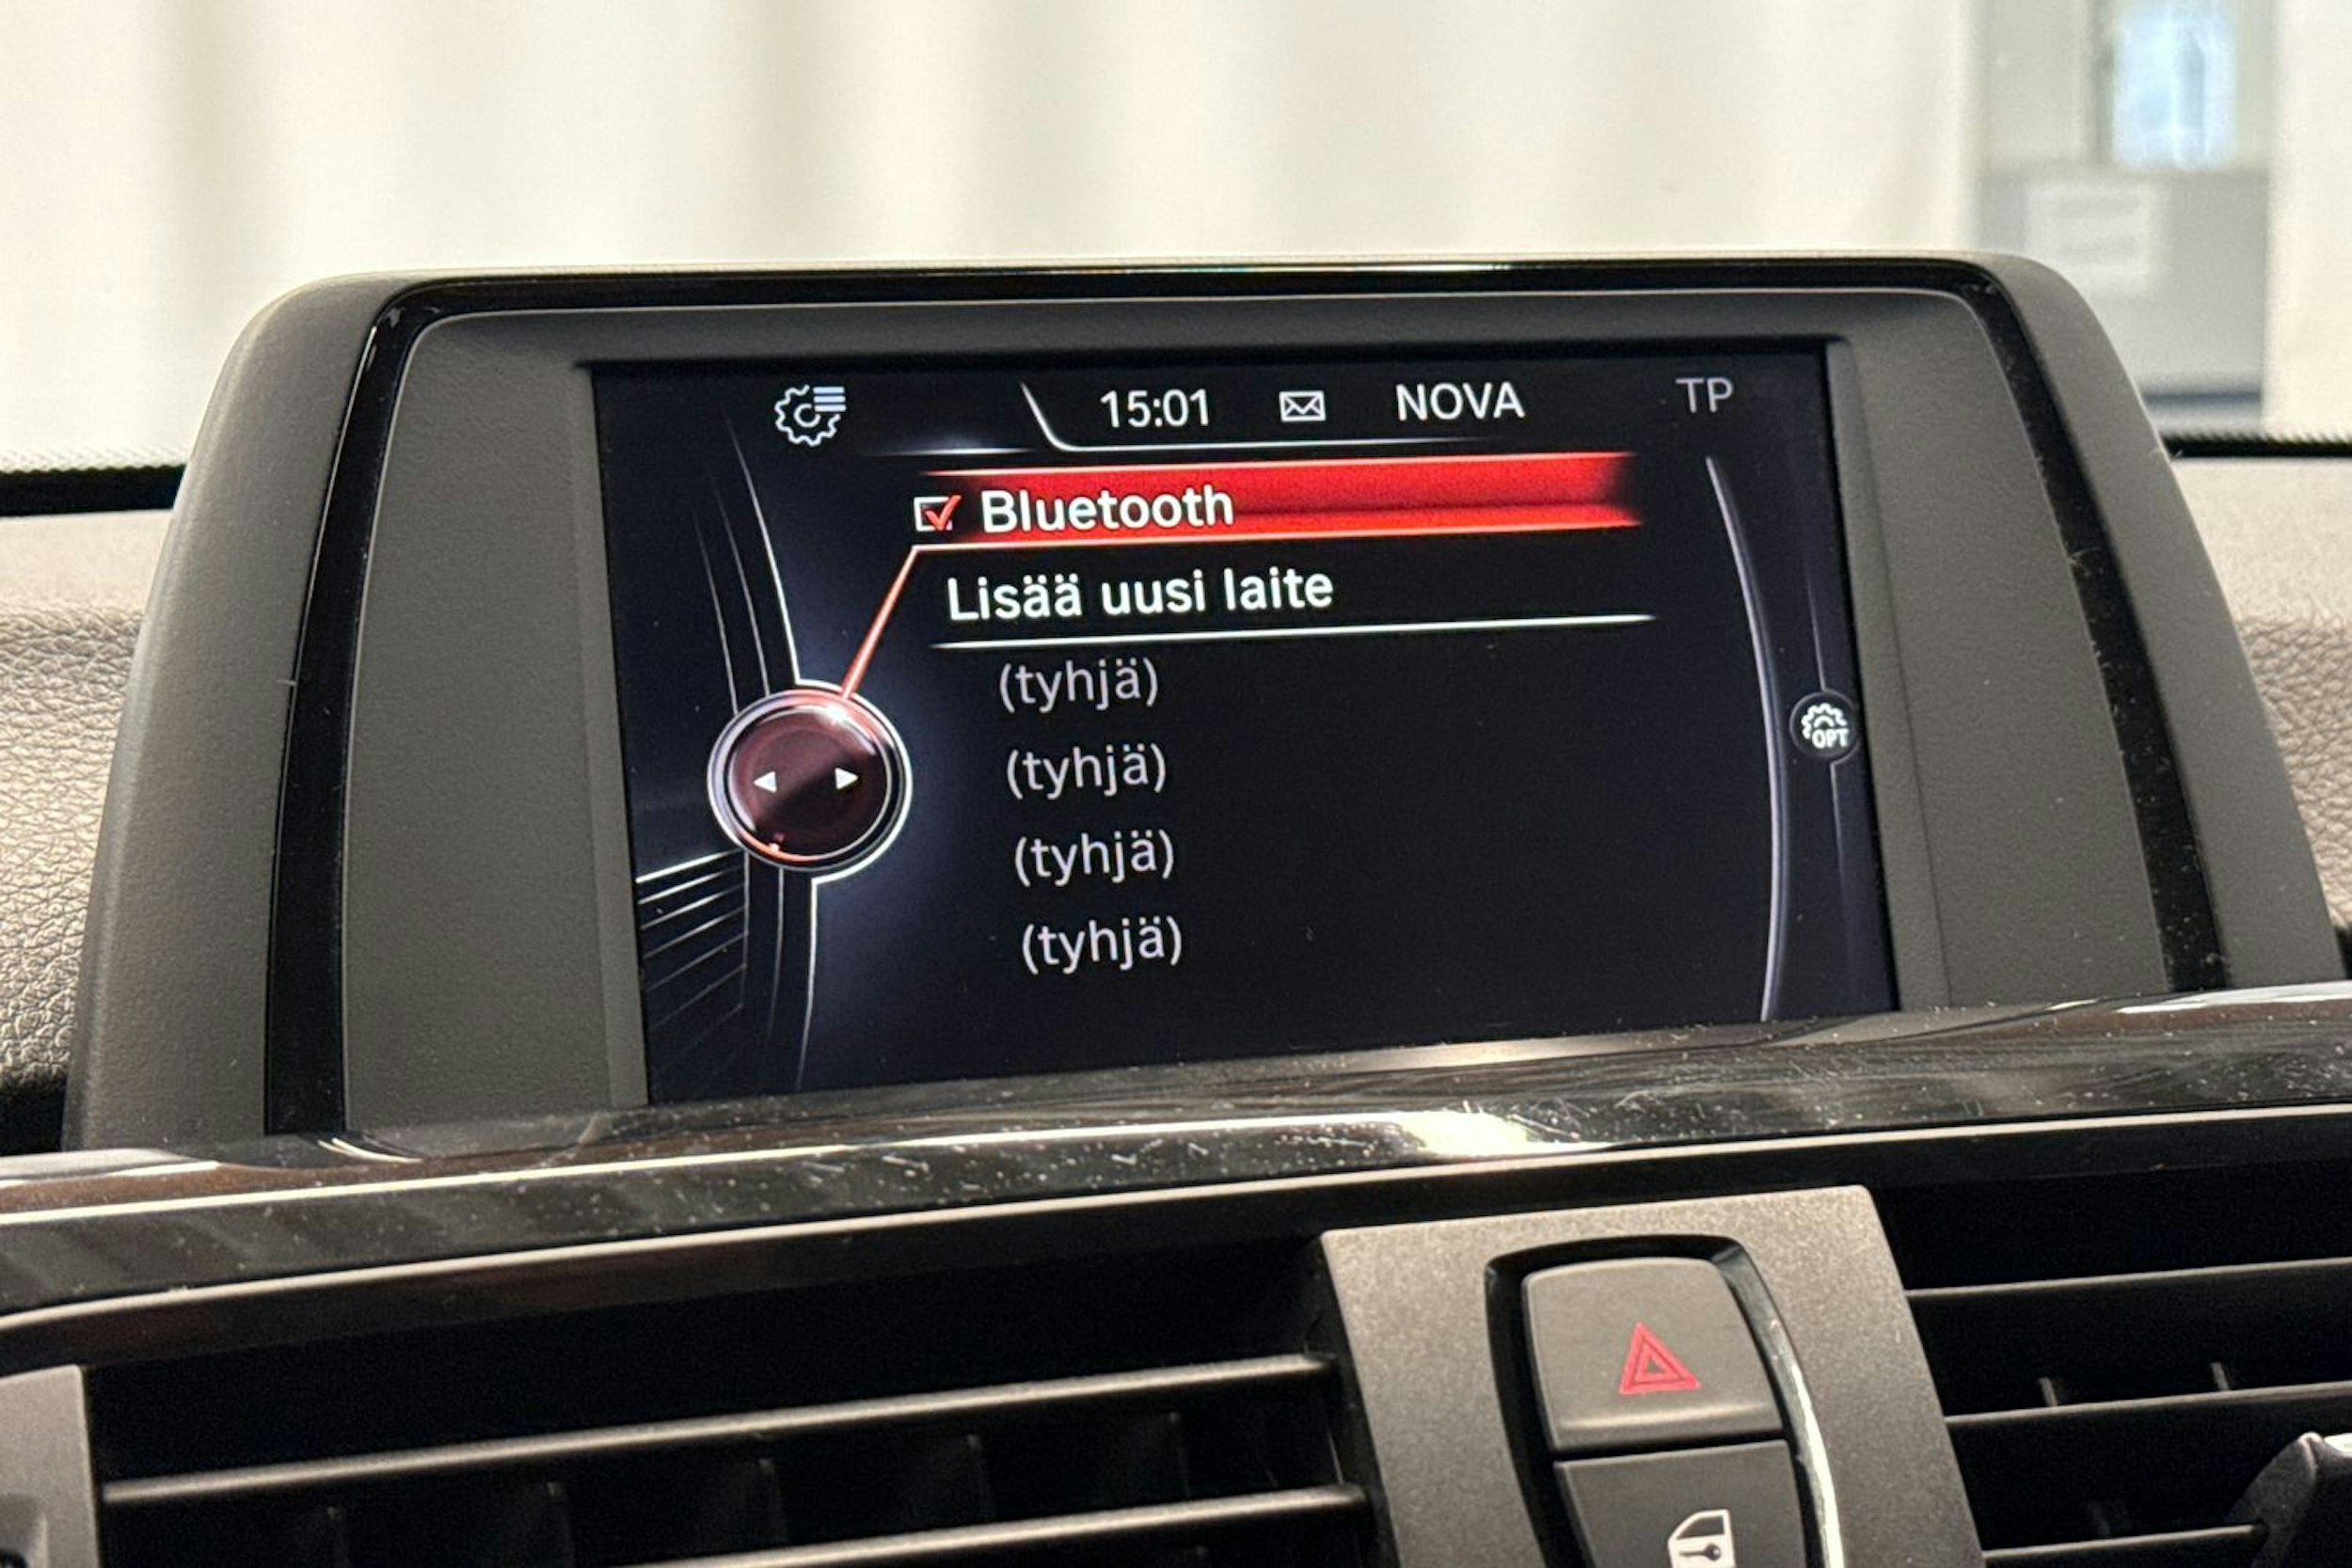 15:01 NOVA TP
Bluetooth
Lisää uusi laite
(tyhjä)
(tyhjä)
(tyhjä)
(tyhjä)
OPT